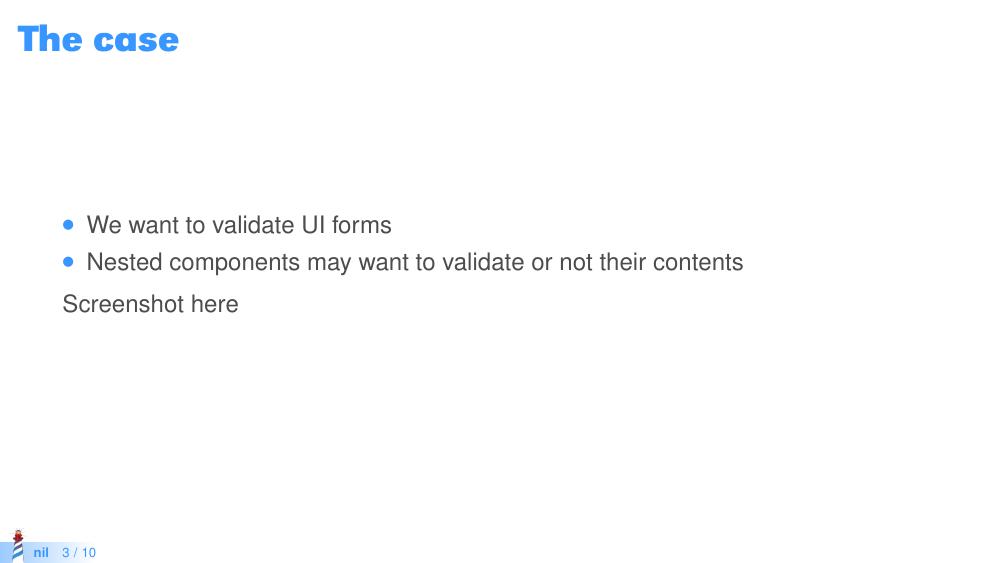 The case
• We want to validate UI forms
• Nested components may want to validate or not their contents
Screenshot here
nil 3 / 10